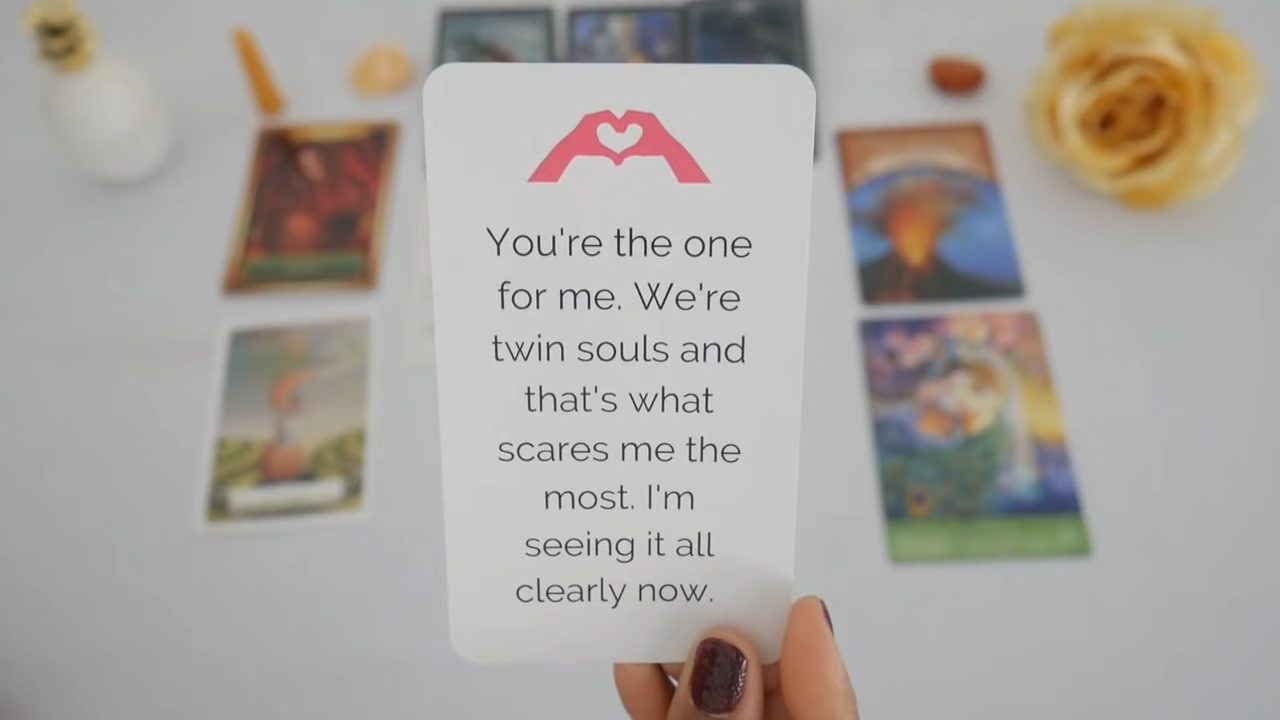 You're the one
for me. We're
twin souls and
that's what
scares me the
most. I'm
seeing it all
clearly now.